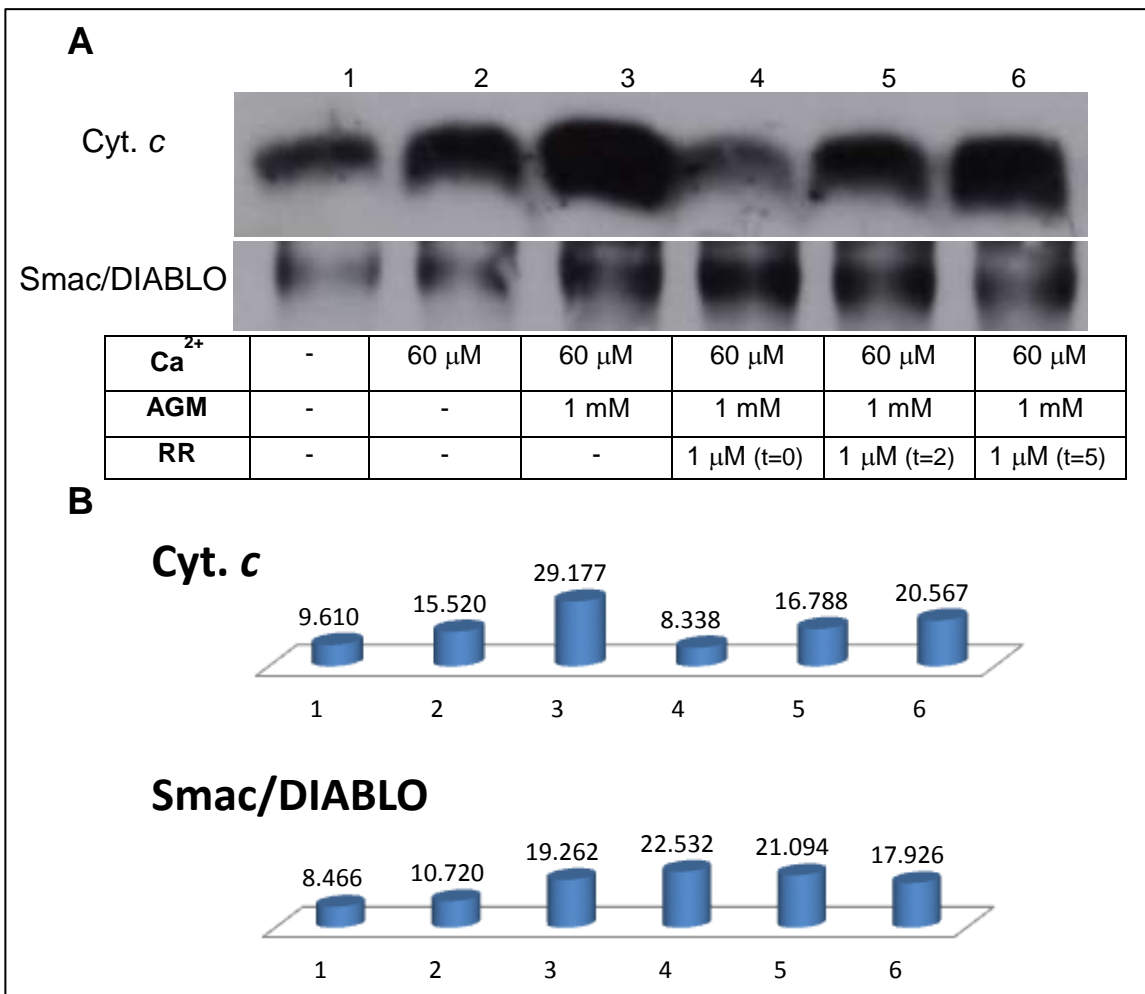 A
1 2 3 4 5 6
Cyt. c
Smac/DIABLO
Ca2+ - 60 μM 60 μM 60 μM 60 μM 60 μM
AGM - - 1 mM 1 mM 1 mM 1 mM
RR - - - 1 μM (t=0) 1 μM (t=2) 1 μM (t=5)
B
Cyt. c
9.610 15.520 29.177 8.338 16.788 20.567
1 2 3 4 5 6
Smac/DIABLO
8.466 10.720 19.262 22.532 21.094 17.926
1 2 3 4 5 6